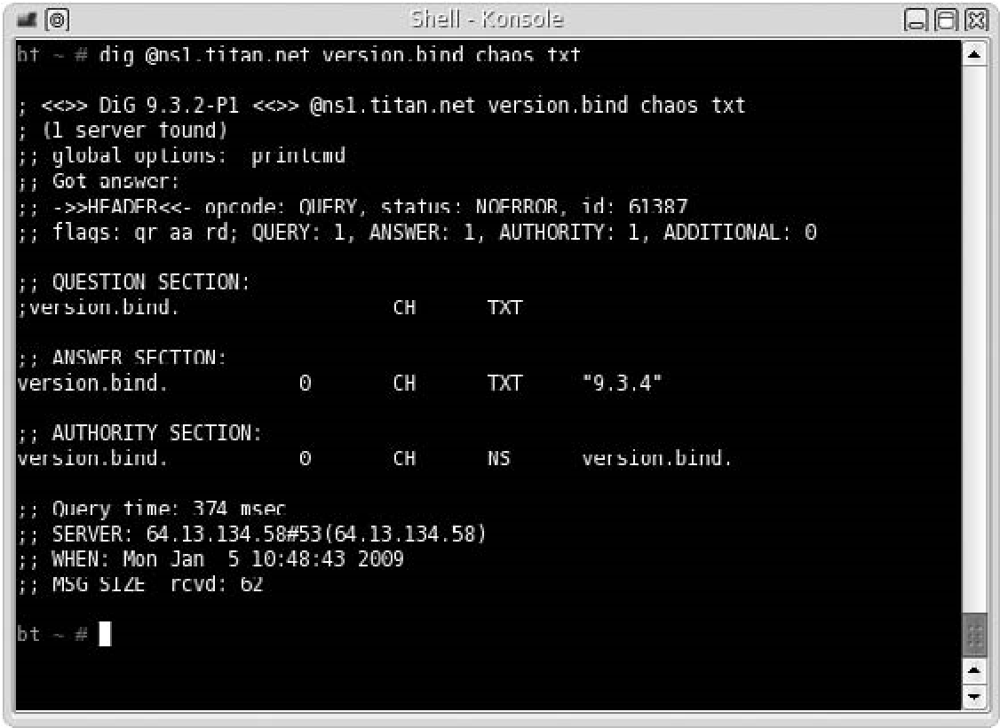 Shell - Konsole
bt ~ # dig @ns1.titan.net version.bind chaos txt
; <<>> DiG 9.3.2-P1 <<>> @ns1.titan.net version.bind chaos txt
; (1 server found)
;; global options:  printcmd
;; Got answer:
;; ->>HEADER<<- opcode: QUERY, status: NOERROR, id: 61387
;; flags: qr aa rd; QUERY: 1, ANSWER: 1, AUTHORITY: 1, ADDITIONAL: 0
;; QUESTION SECTION:
;version.bind.                   CH      TXT
;; ANSWER SECTION:
version.bind.           0       CH      TXT     "9.3.4"
;; AUTHORITY SECTION:
version.bind.           0       CH      NS      version.bind.
;; Query time: 374 msec
;; SERVER: 64.13.134.58#53(64.13.134.58)
;; WHEN: Mon Jan  5 10:48:43 2009
;; MSG SIZE  rcvd: 62
bt ~ #